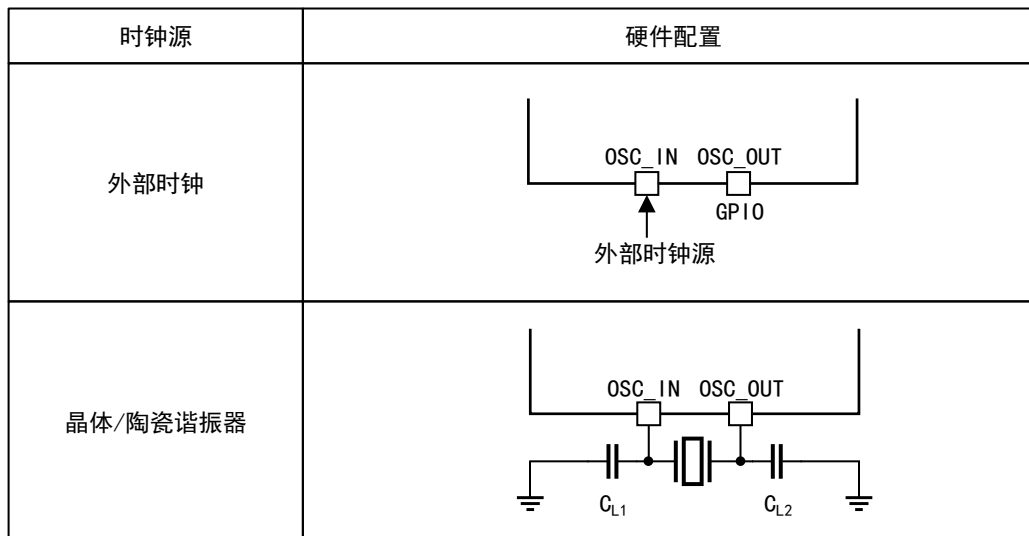 时钟源 硬件配置
外部时钟
OSC_IN OSC_OUT
GPIO
外部时钟源
晶体/陶瓷谐振器
OSC_IN OSC_OUT
CL1 CL2